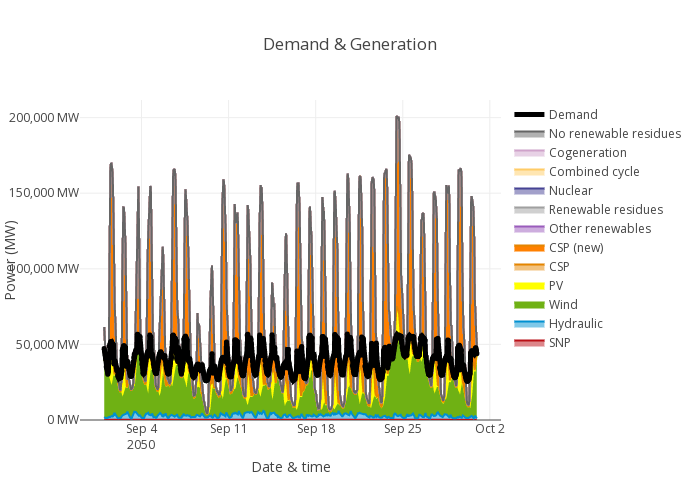 Demand & Generation
Power (MW)
200,000 MW
150,000 MW
100,000 MW
50,000 MW
0 MW
Sep 4
2050
Sep 11
Sep 18
Sep 25
Oct 2
Date & time
Demand
No renewable residues
Cogeneration
Combined cycle
Nuclear
Renewable residues
Other renewables
CSP (new)
CSP
PV
Wind
Hydraulic
SNP